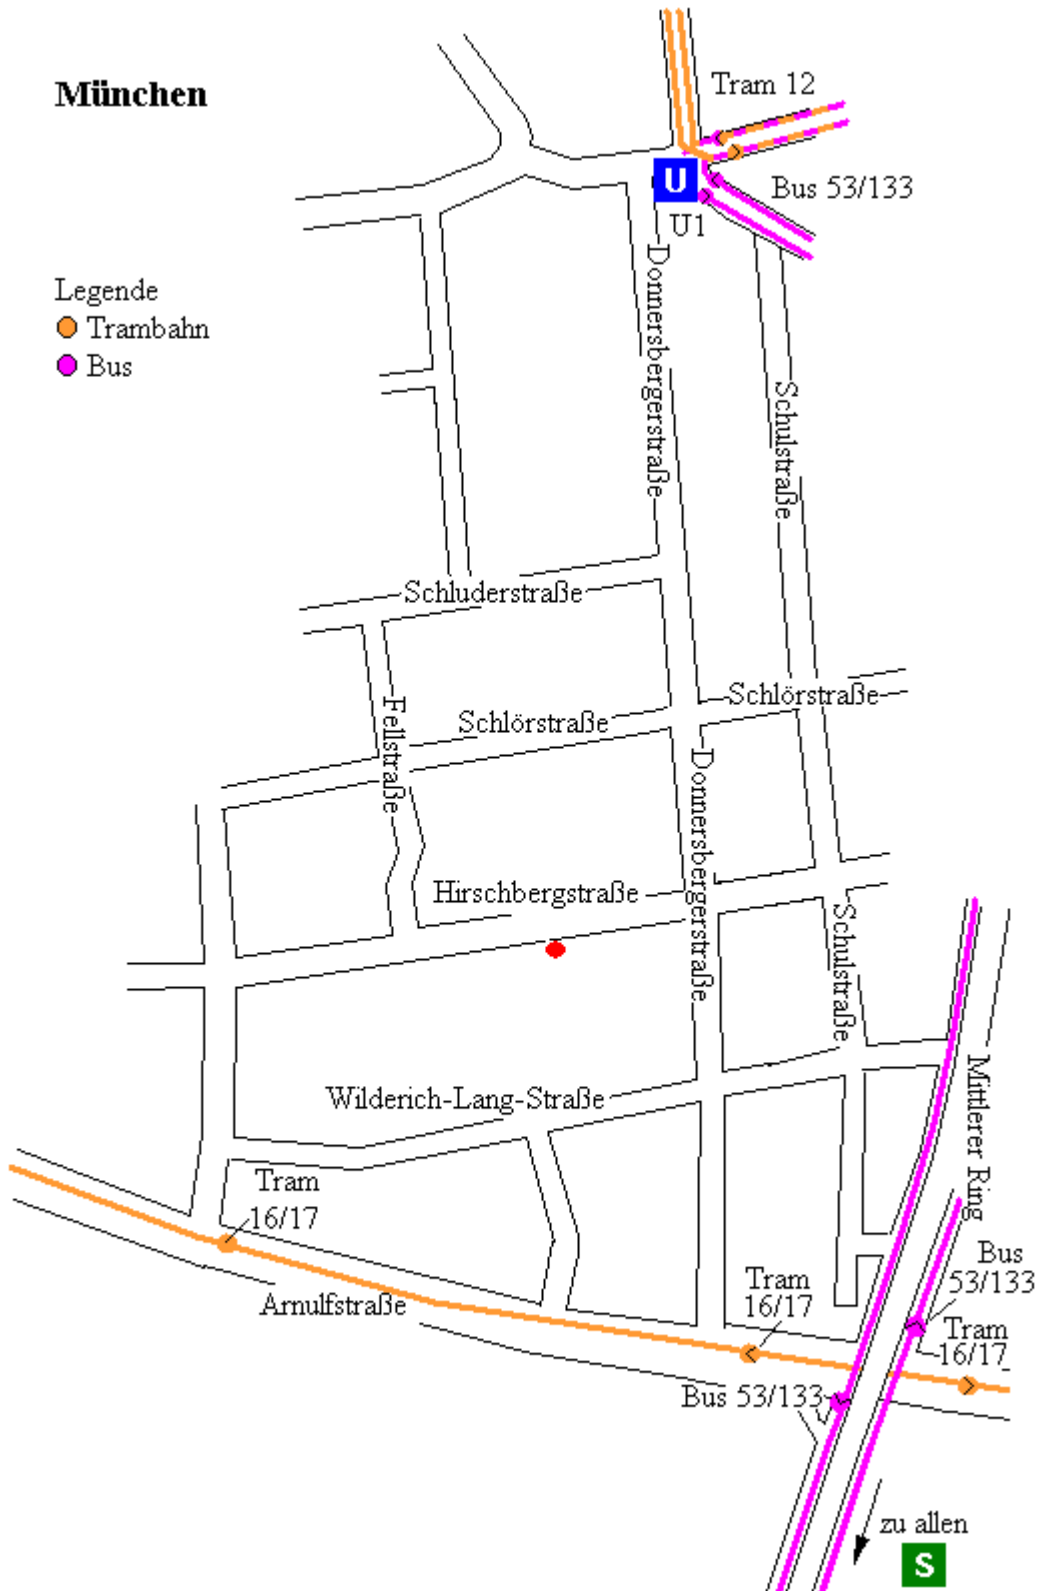 München
Tram 12
U
U1
Bus 53/133
Legende
Trambahn
Bus
Donnersbergerstraße
Schulstraße
Schluderstraße
Fellstraße
Schlörstraße
Schlörstraße
Donnersbergerstraße
Hirschbergstraße
Schulstraße
Mittlerer Ring
Wilderich-Lang-Straße
Tram
16/17
Arnulfstraße
Tram
16/17
Bus
53/133
Tram
16/17
Bus 53/133
zu allen
S